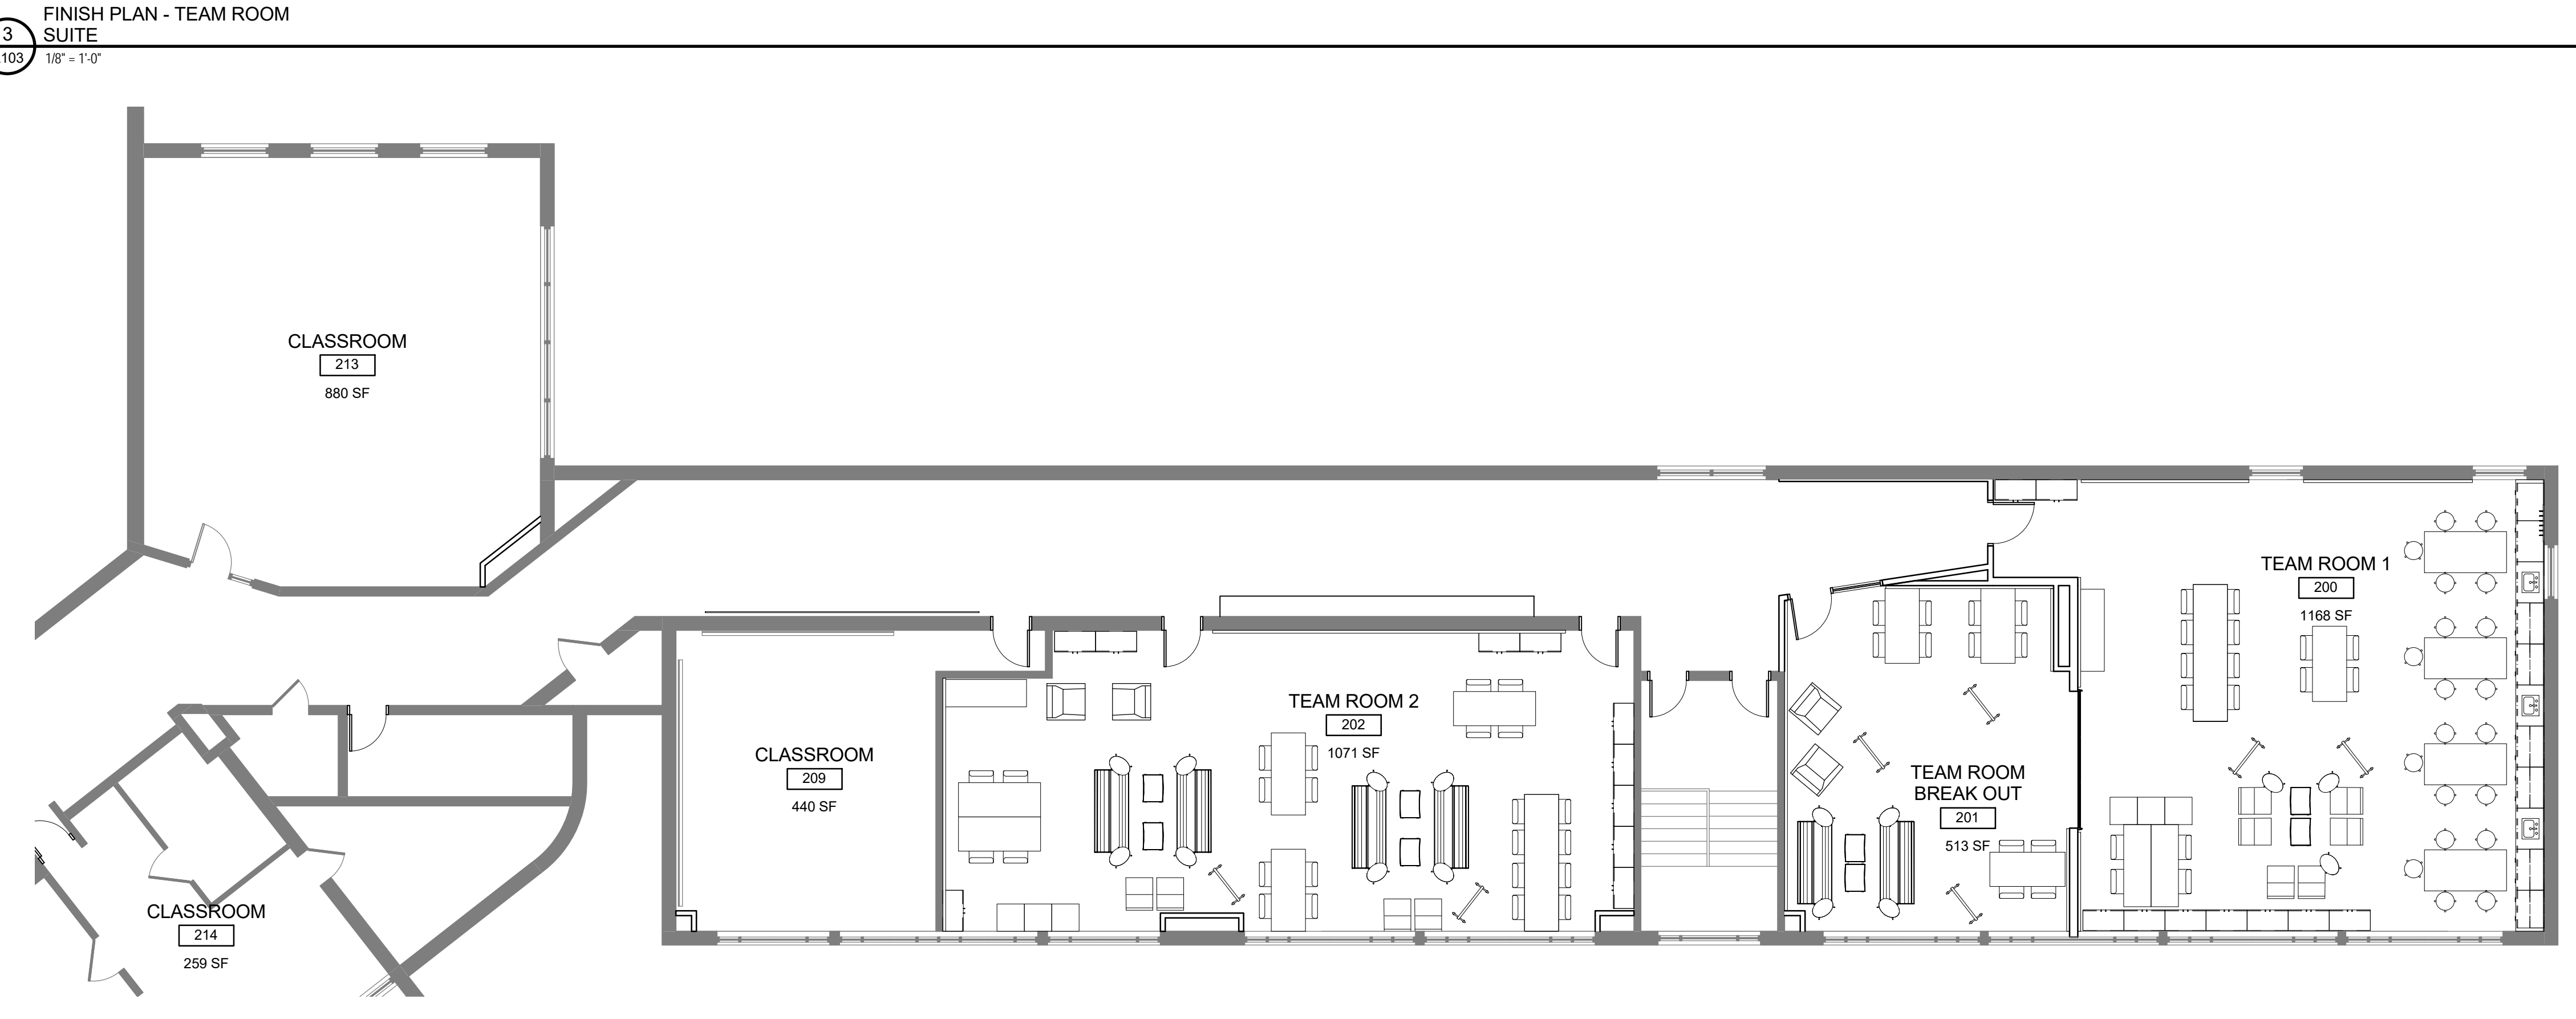 FINISH PLAN - TEAM ROOM
SUITE
3
103
1/8" = 1'-0"
CLASSROOM
213
880 SF
TEAM ROOM 1
200
1168 SF
TEAM ROOM 2
202
1071 SF
CLASSROOM
209
440 SF
TEAM ROOM
BREAK OUT
201
513 SF
CLASSROOM
214
259 SF